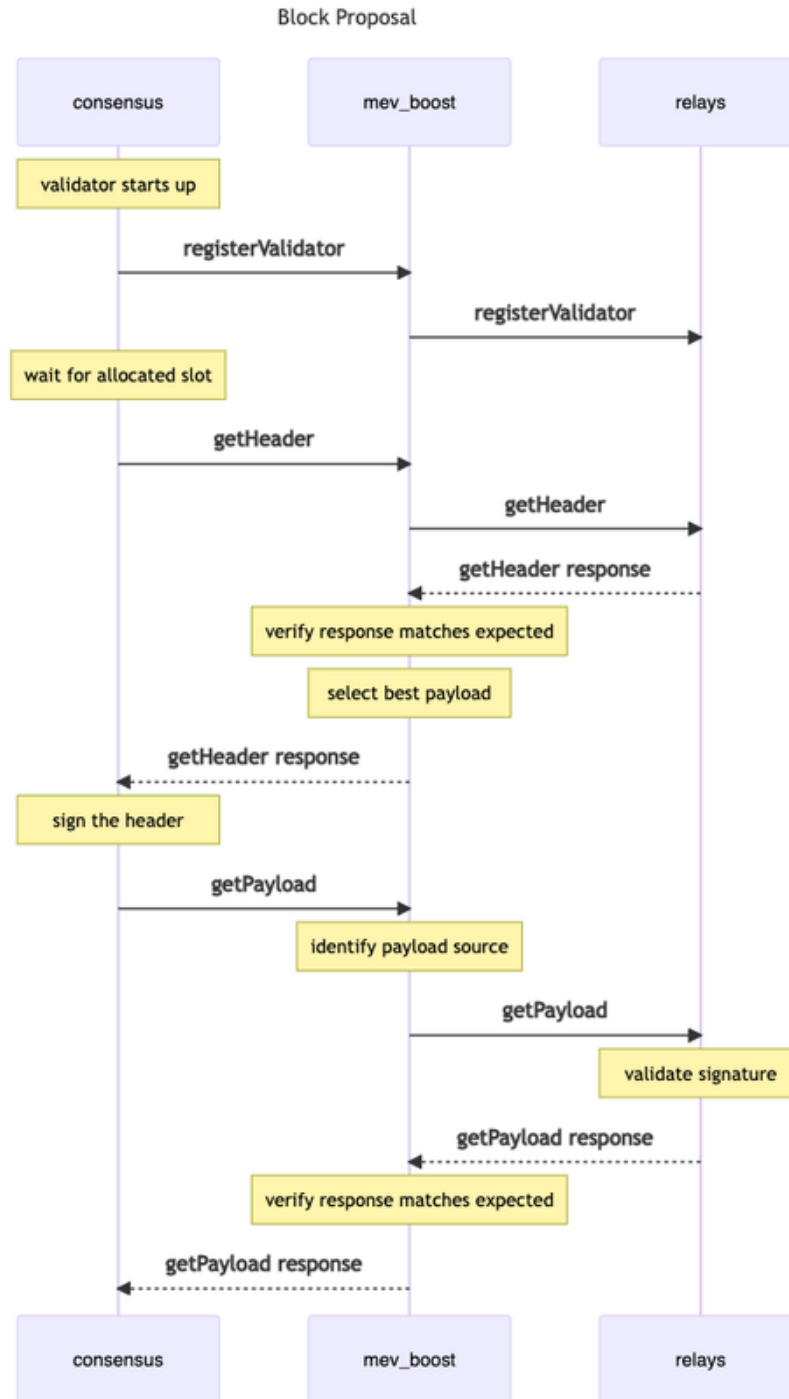 Block Proposal
consensus
mev_boost
relays
validator starts up
registerValidator
registerValidator
wait for allocated slot
getHeader
getHeader
getHeader response
verify response matches expected
select best payload
getHeader response
sign the header
getPayload
identify payload source
getPayload
validate signature
getPayload response
verify response matches expected
getPayload response
consensus
mev_boost
relays